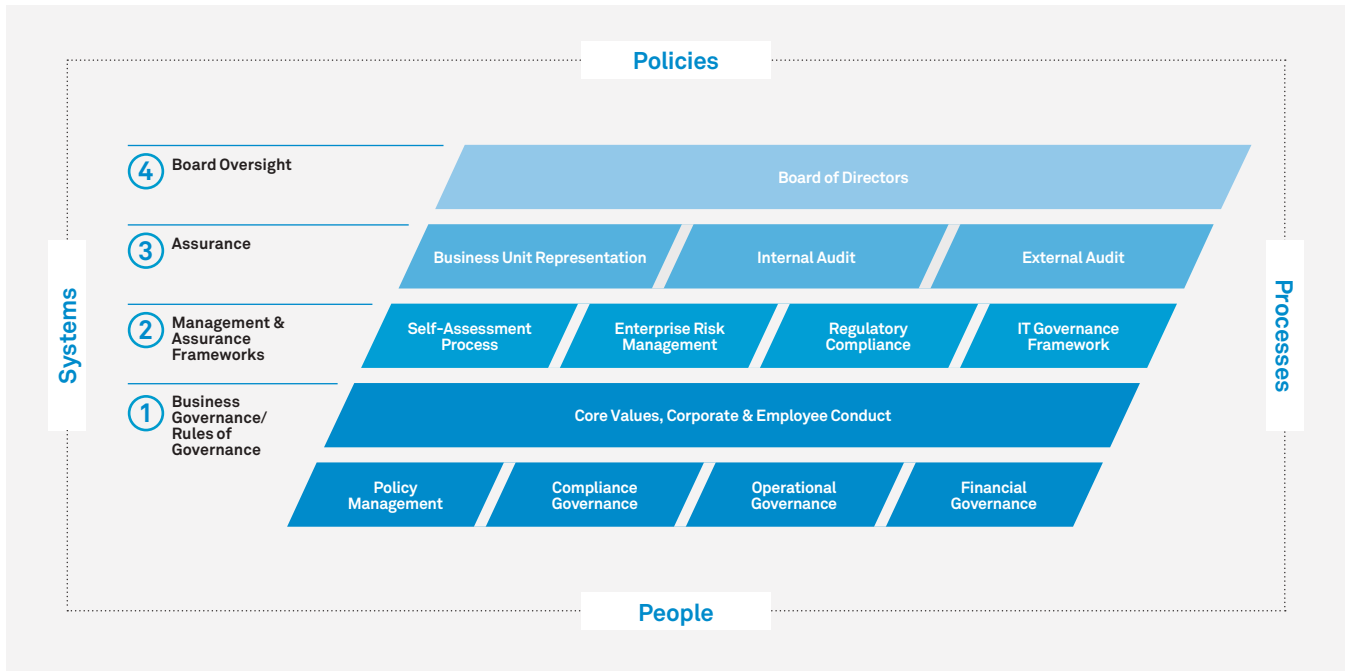 Policies
4
Board Oversight
Board of Directors
3
Assurance
Business Unit Representation
Internal Audit
External Audit
2
Management &
Assurance
Frameworks
Self-Assessment
Process
Enterprise Risk
Management
Regulatory
Compliance
IT Governance
Framework
1
Business
Governance/
Rules of
Governance
Core Values, Corporate & Employee Conduct
Policy
Management
Compliance
Governance
Operational
Governance
Financial
Governance
Systems
Processes
People